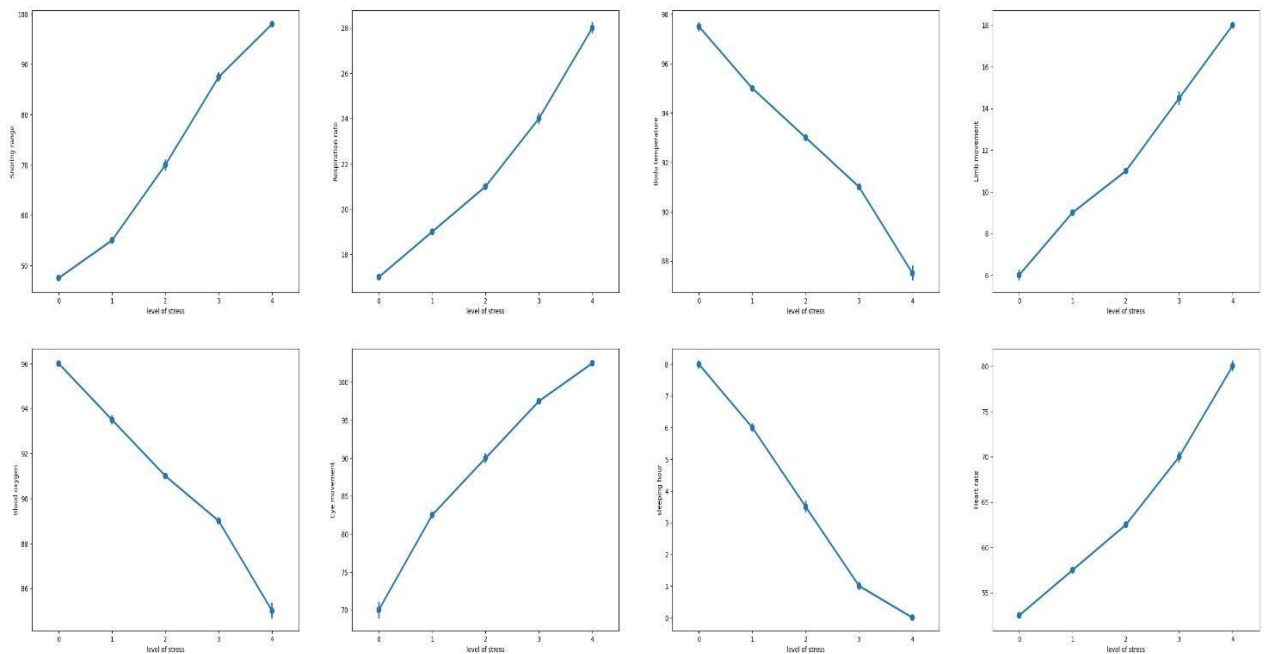 Snoring range
100
90
80
70
60
50
0 1 2 3 4
level of stress
Respiration rate
28
26
24
22
20
18
0 1 2 3 4
level of stress
Body temperature
98
96
94
92
90
88
0 1 2 3 4
level of stress
Limb movement
18
16
14
12
10
8
6
0 1 2 3 4
level of stress
Blood oxygen
96
94
92
90
88
86
0 1 2 3 4
level of stress
Eye movement
100
95
90
85
80
75
70
0 1 2 3 4
level of stress
sleeping hour
8
7
6
5
4
3
2
1
0
0 1 2 3 4
level of stress
Heart rate
80
75
70
65
60
55
0 1 2 3 4
level of stress